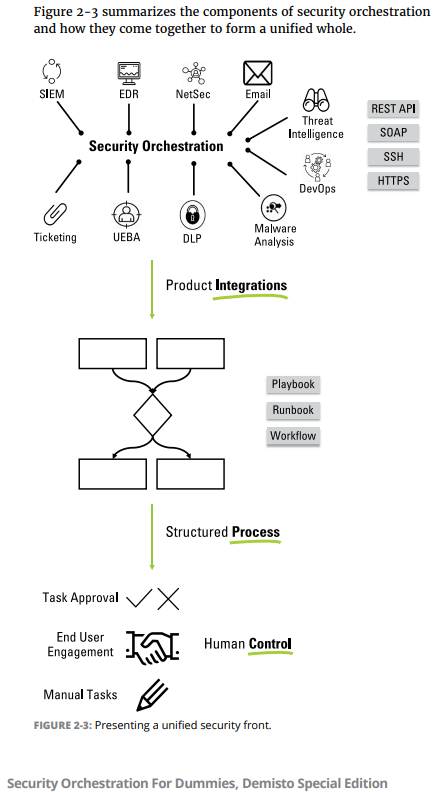 Figure 2-3 summarizes the components of security orchestration
and how they come together to form a unified whole.
SIEM
EDR
NetSec
Email
Threat
Intelligence
REST API
SOAP
SSH
HTTPS
Security Orchestration
DevOps
Ticketing
UEBA
DLP
Malware
Analysis
Product Integrations
Playbook
Runbook
Workflow
Structured Process
Task Approval
End User
Engagement
Human Control
Manual Tasks
FIGURE 2-3: Presenting a unified security front.
Security Orchestration For Dummies, Demisto Special Edition